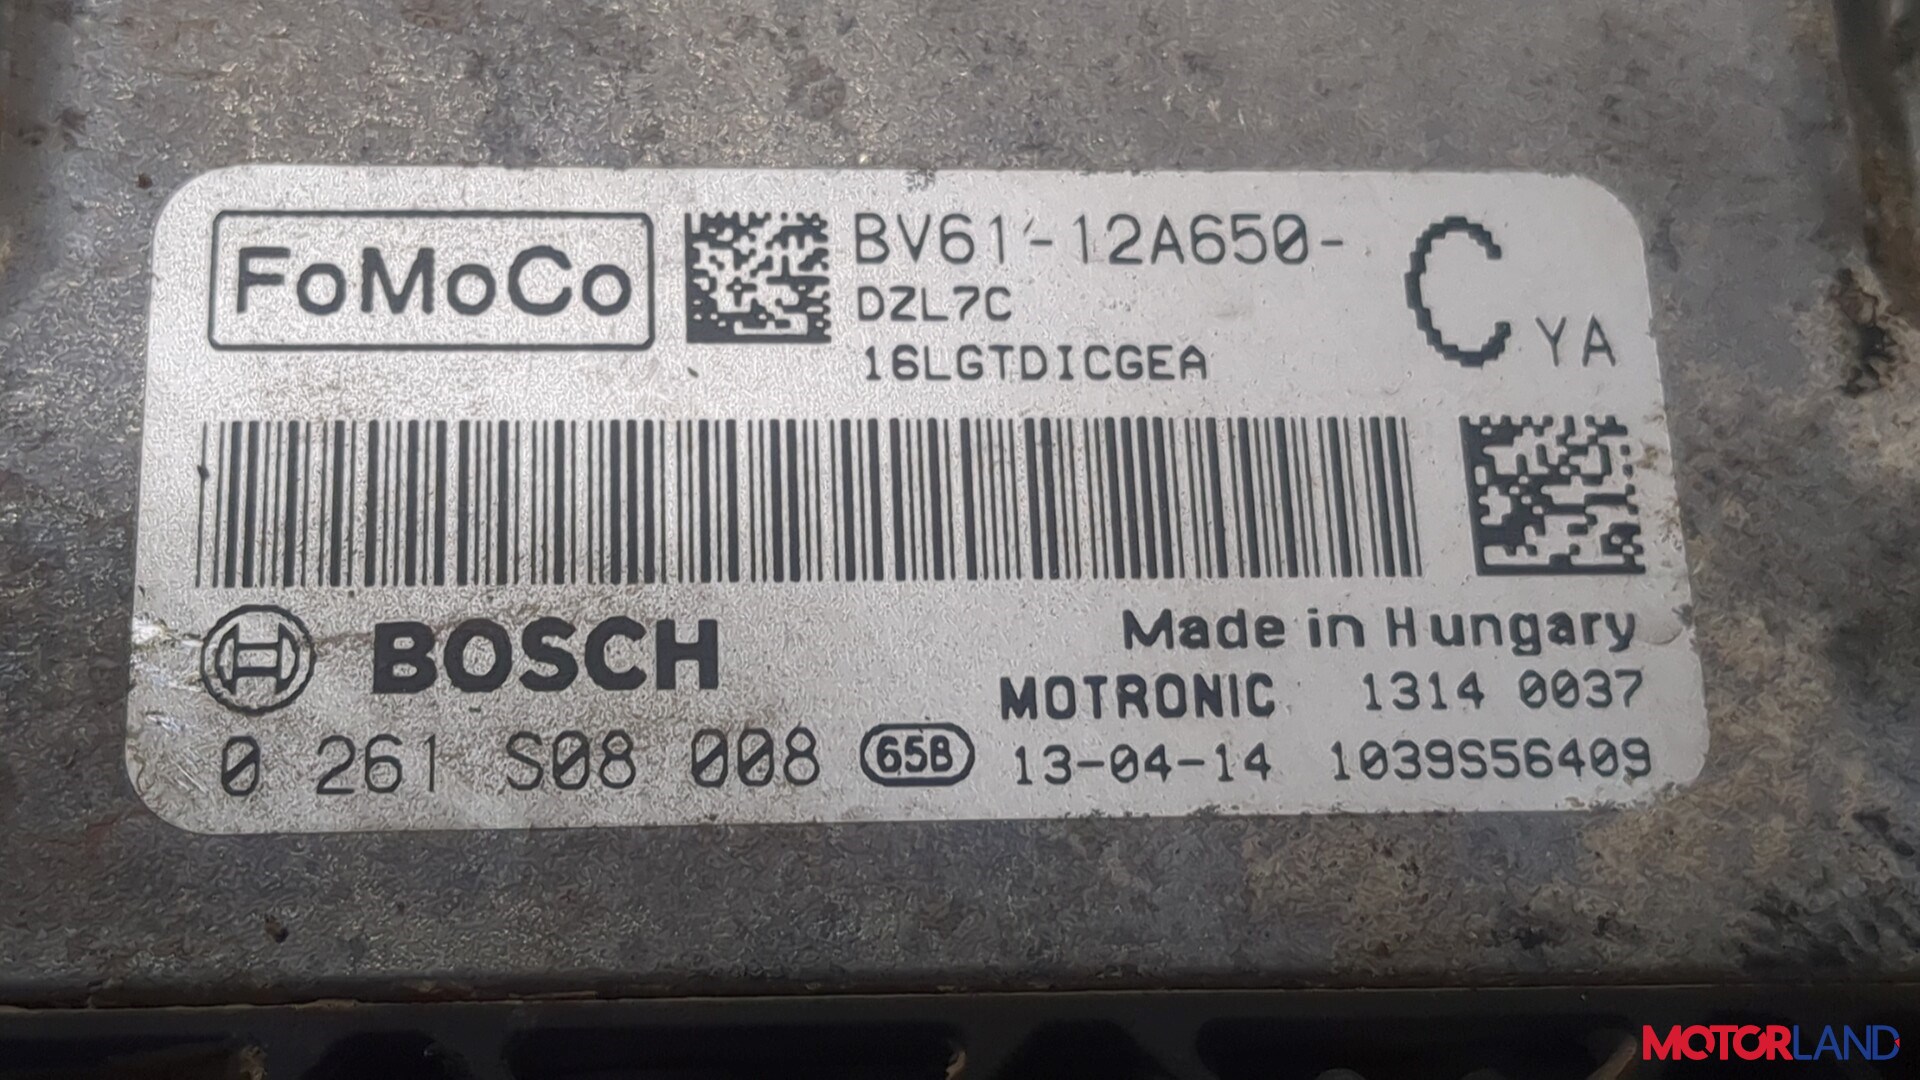 FoMoCo
BV61-12A650- C YA
DZL7C
16LGTDICGEA
BOSCH
Made in Hungary
MOTRONIC 1314 0037
0 261 S08 008 65B 13-04-14 1039S56409
MOTORLAND